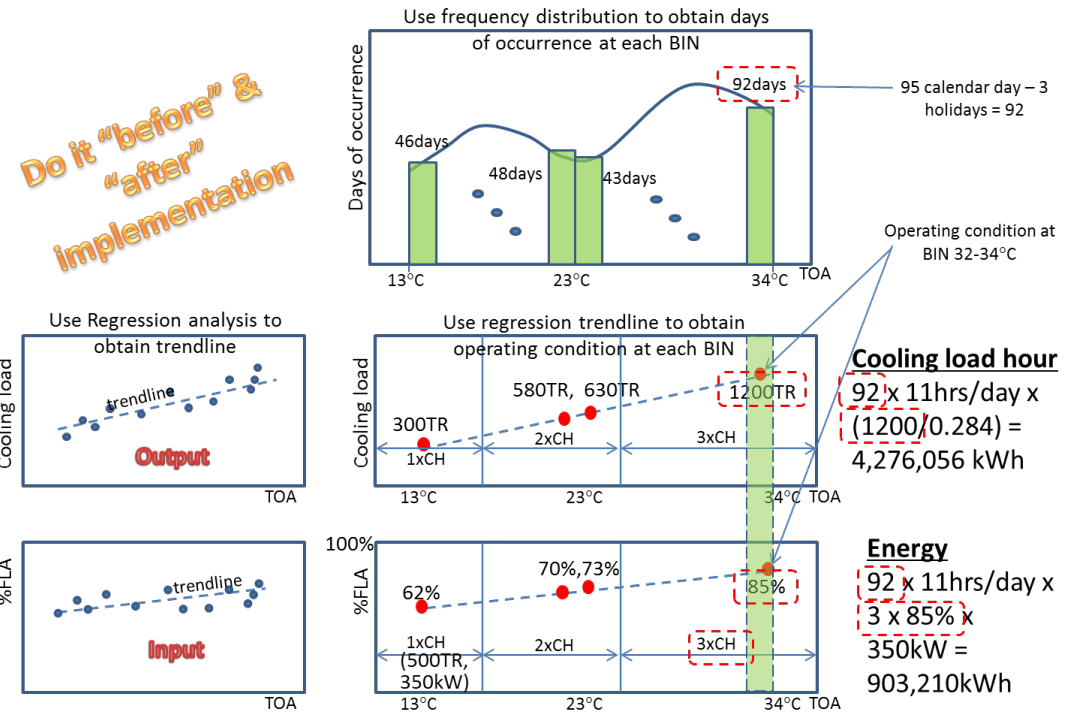 Use frequency distribution to obtain days
of occurrence at each BIN
Do it “before” &
“after”
implementation
Days of occurrence
46days
48days
43days
92days
95 calendar day – 3
holidays = 92
13°C
23°C
34°C
TOA
Operating condition at
BIN 32-34°C
Use Regression analysis to
obtain trendline
Cooling load
trendline
Output
TOA
Use regression trendline to obtain
operating condition at each BIN
Cooling load
300TR
580TR, 630TR
1200TR
1xCH
2xCH
3xCH
13°C
23°C
34°C TOA
Cooling load hour
92 x 11hrs/day x
(1200/0.284) =
4,276,056 kWh
%FLA
trendline
Input
TOA
100%
%FLA
62%
70%,73%
85%
1xCH
(500TR,
350kW)
2xCH
3xCH
13°C
23°C
34°C TOA
Energy
92 x 11hrs/day x
3 x 85% x
350kW =
903,210kWh